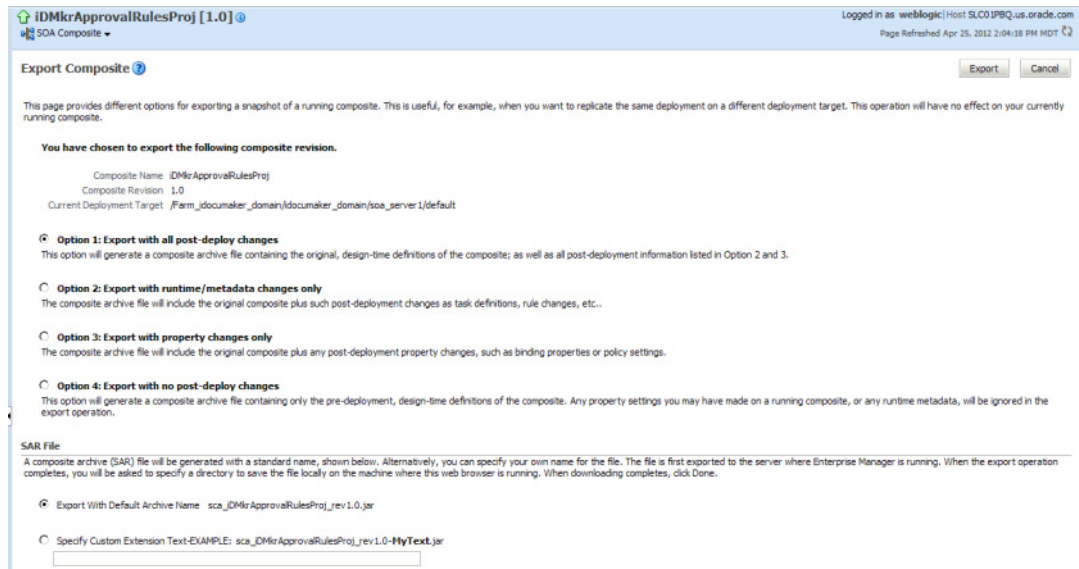 iDMkrApprovalRulesProj [1.0]
Logged in as weblogic|Host SLC01PBQ.us.oracle.com
SOA Composite
Page Refreshed Apr 25, 2012 2:04:18 PM MDT
Export Composite
Export
Cancel
This page provides different options for exporting a snapshot of a running composite. This is useful, for example, when you want to replicate the same deployment on a different deployment target. This operation will have no effect on your currently
running composite.
You have chosen to export the following composite revision.
Composite Name iDMkrApprovalRulesProj
Composite Revision 1.0
Current Deployment Target /Farm_idocumaker_domain/idocumaker_domain/soa_server1/default
Option 1: Export with all post-deploy changes
This option will generate a composite archive file containing the original, design-time definitions of the composite; as well as all post-deployment information listed in Option 2 and 3.
Option 2: Export with runtime/metadata changes only
The composite archive file will include the original composite plus such post-deployment changes as task definitions, rule changes, etc..
Option 3: Export with property changes only
The composite archive file will include the original composite plus any post-deployment property changes, such as binding properties or policy settings.
Option 4: Export with no post-deploy changes
This option will generate a composite archive file containing only the pre-deployment, design-time definitions of the composite. Any property settings you may have made on a running composite, or any runtime metadata, will be ignored in the
export operation.
SAR File
A composite archive (SAR) file will be generated with a standard name, shown below. Alternatively, you can specify your own name for the file. The file is first exported to the server where Enterprise Manager is running. When the export operation
completes, you will be asked to specify a directory to save the file locally on the machine where this web browser is running. When downloading completes, click Done.
Export With Default Archive Name sca_iDMkrApprovalRulesProj_rev1.0.jar
Specify Custom Extension Text-EXAMPLE: sca_iDMkrApprovalRulesProj_rev1.0-MyText.jar